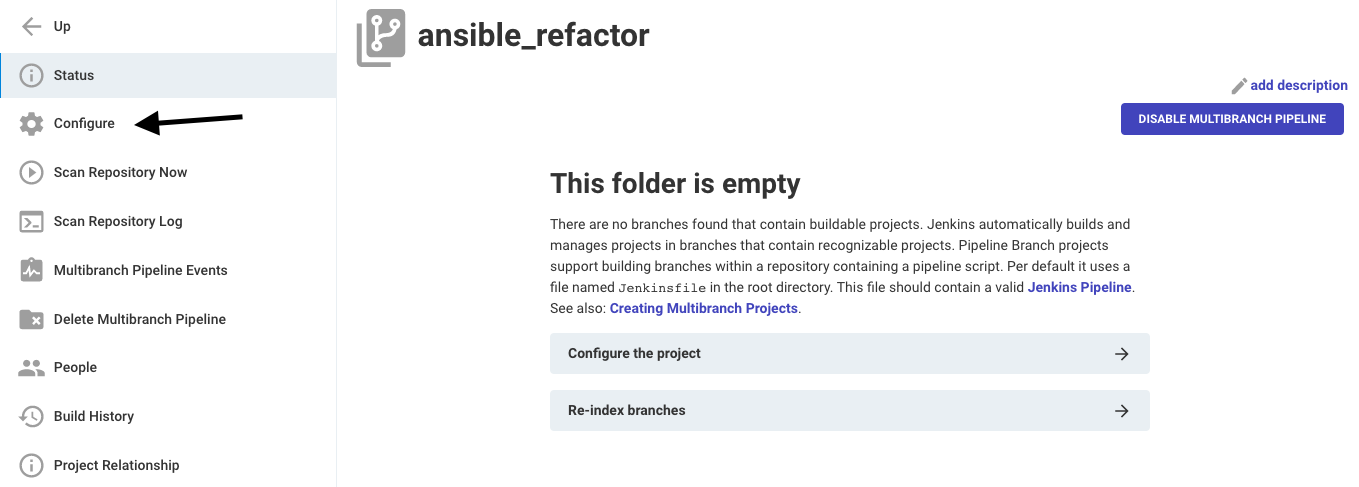 Up
Status
Configure
Scan Repository Now
Scan Repository Log
Multibranch Pipeline Events
Delete Multibranch Pipeline
People
Build History
Project Relationship
ansible_refactor
add description
DISABLE MULTIBRANCH PIPELINE
This folder is empty
There are no branches found that contain buildable projects. Jenkins automatically builds and
manages projects in branches that contain recognizable projects. Pipeline Branch projects
support building branches within a repository containing a pipeline script. Per default it uses a
file named Jenkinsfile in the root directory. This file should contain a valid Jenkins Pipeline.
See also: Creating Multibranch Projects.
Configure the project
Re-index branches